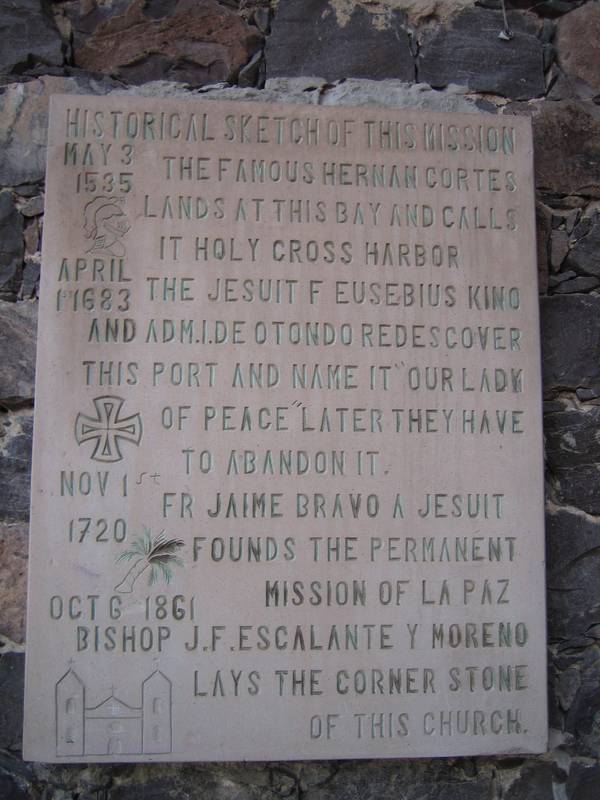 HISTORICAL SKETCH OF THIS MISSION
MAY 3 THE FAMOUS HERNAN CORTES
1535 LANDS AT THIS BAY AND CALLS
IT HOLY CROSS HARBOR
APRIL
1st 1683 THE JESUIT F EUSEBIUS KINO
AND ADM.I.DE OTONDO REDESCOVER
THIS PORT AND NAME IT "OUR LADY
OF PEACE" LATER THEY HAVE
TO ABANDON IT.
NOV 1st FR JAIME BRAVO A JESUIT
1720 FOUNDS THE PERMANENT
MISSION OF LA PAZ
OCT 6 1861
BISHOP J.F.ESCALANTE Y MORENO
LAYS THE CORNER STONE
OF THIS CHURCH.